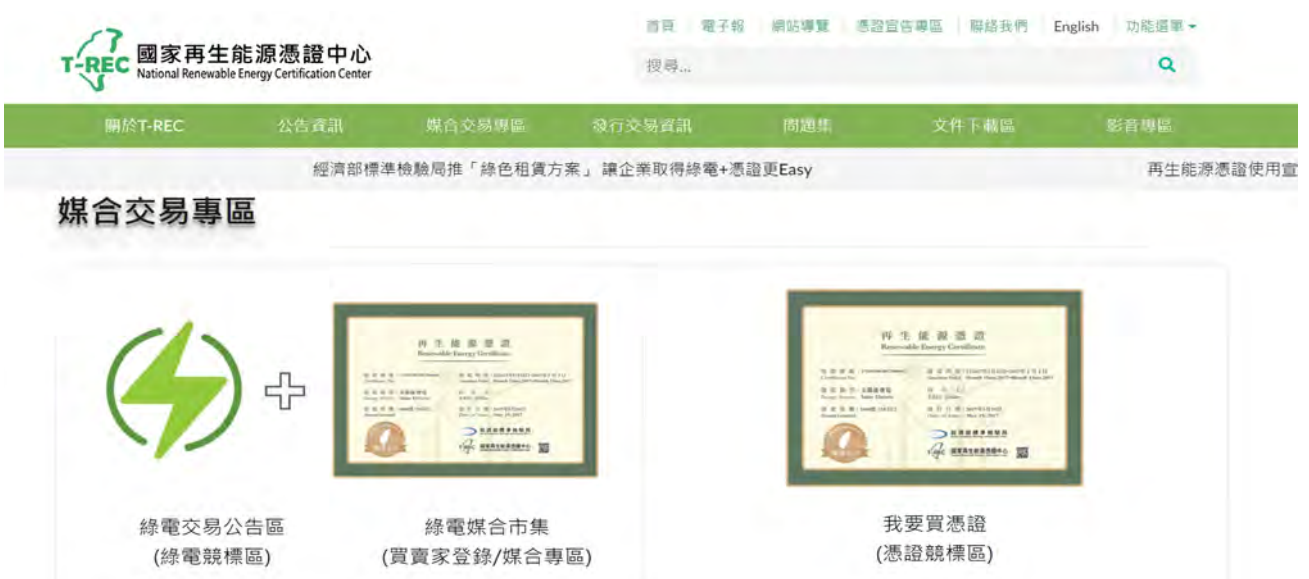 首頁 電子報 網站導覽 憑證宣告專區 聯絡我們 English 功能選單
T-REC 國家再生能源憑證中心
National Renewable Energy Certification Center
搜尋...
關於T-REC 公告資訊 媒合交易專區 發行交易資訊 問題集 文件下載區 影音專區
經濟部標準檢驗局推「綠色租賃方案」 讓企業取得綠電+憑證更Easy 再生能源憑證使用宣
媒合交易專區
再生能源憑證
Renewable Energy Certificate
再生能源憑證
Renewable Energy Certificate
綠電交易公告區
(綠電競標區)
綠電媒合市集
(買賣家登錄/媒合專區)
我要買憑證
(憑證競標區)